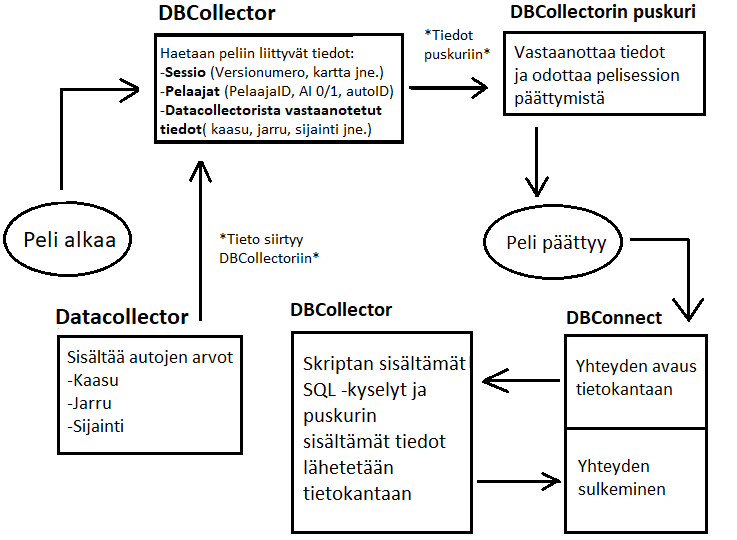 DBCollector
Haetaan peliin liittyvät tiedot:
-Sessio (Versionumero, kartta jne.)
-Pelaajat (PelaajaID, AI 0/1, autoID)
-Datacollectorista vastaanotetut
tiedot( kaasu, jarru, sijainti jne.)
*Tiedot
puskuriin*
DBCollectorin puskuri
Vastaanottaa tiedot
ja odottaa pelisession
päättymistä
Peli alkaa
*Tieto siirtyy
DBCollectoriin*
Peli päättyy
Datacollector
Sisältää autojen arvot
-Kaasu
-Jarru
-Sijainti
DBCollector
Skriptan sisältämät
SQL -kyselyt ja
puskurin
sisältämät tiedot
lähetetään
tietokantaan
DBConnect
Yhteyden avaus
tietokantaan
Yhteyden
sulkeminen